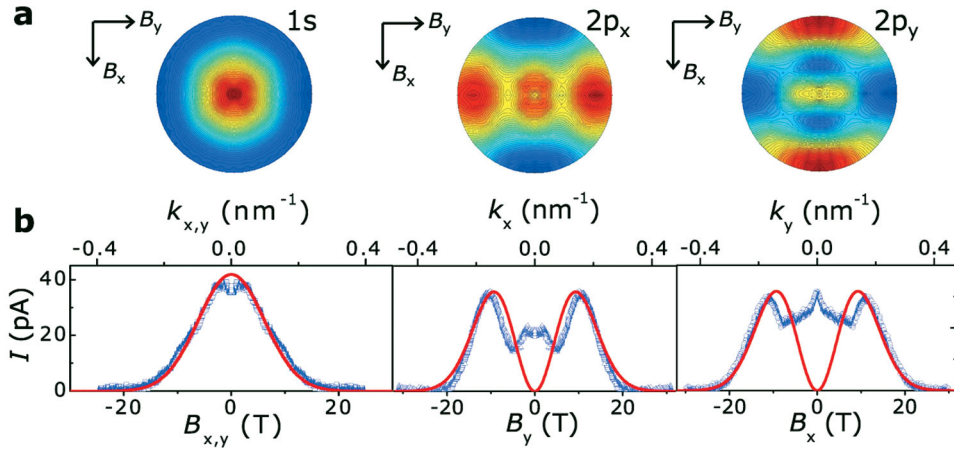 a
B_y 1s
B_x
B_y 2p_x
B_x
B_y 2p_y
B_x
b
k_x,y (nm⁻¹) k_x (nm⁻¹) k_y (nm⁻¹)
-0.4 0.0 0.4 -0.4 0.0 0.4 -0.4 0.0 0.4
I (pA)
40
20
0
-20 0 20 -20 0 20 -20 0 20
B_x,y (T) B_y (T) B_x (T)